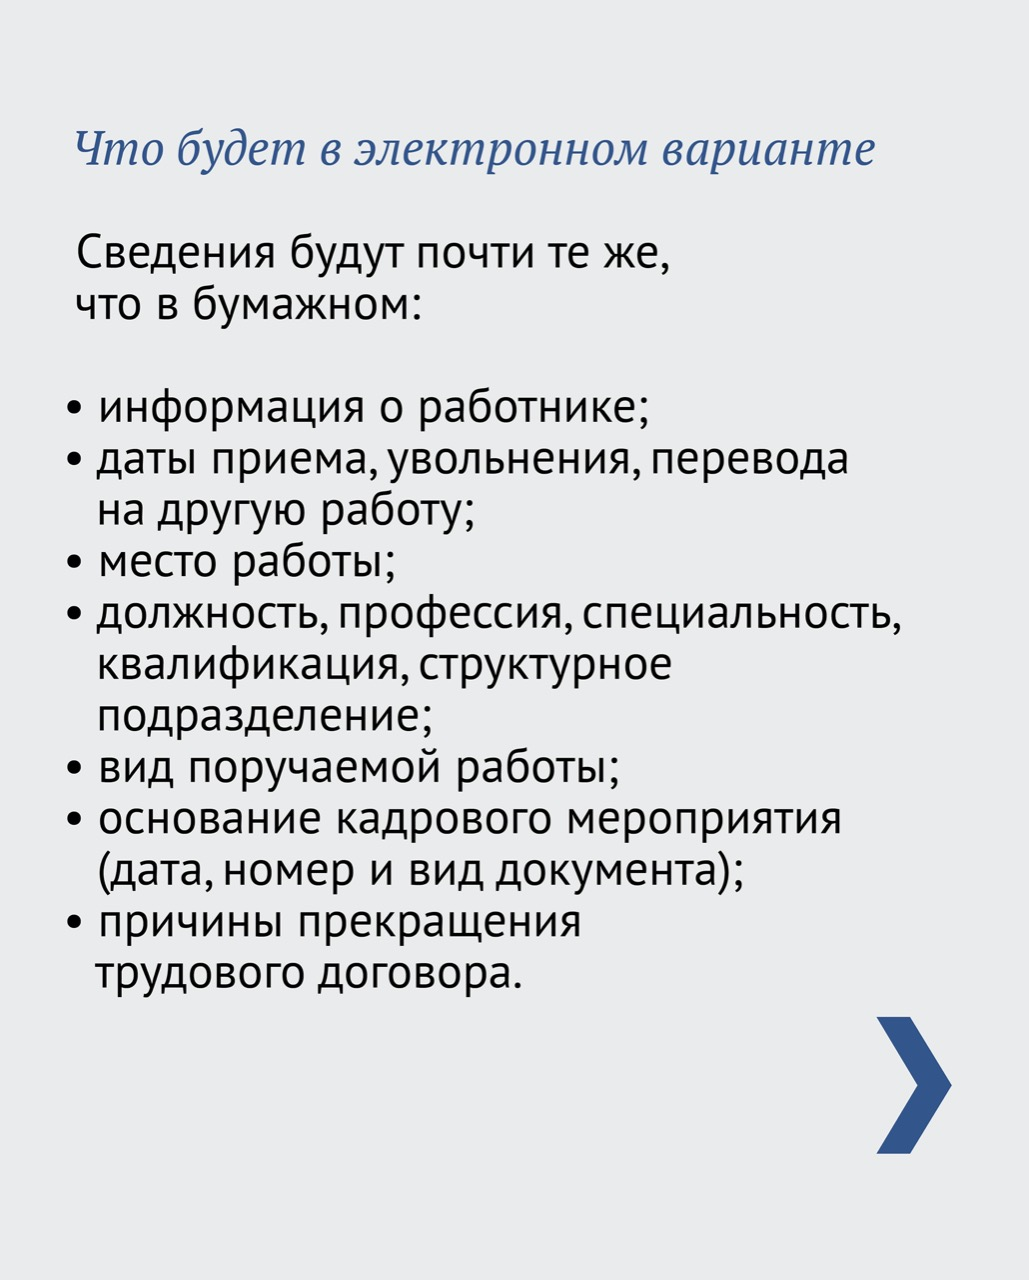 Что будет в электронном варианте
Сведения будут почти те же,
что в бумажном:
• информация о работнике;
• даты приема, увольнения, перевода
на другую работу;
• место работы;
• должность, профессия, специальность,
квалификация, структурное
подразделение;
• вид поручаемой работы;
• основание кадрового мероприятия
(дата, номер и вид документа);
• причины прекращения
трудового договора.